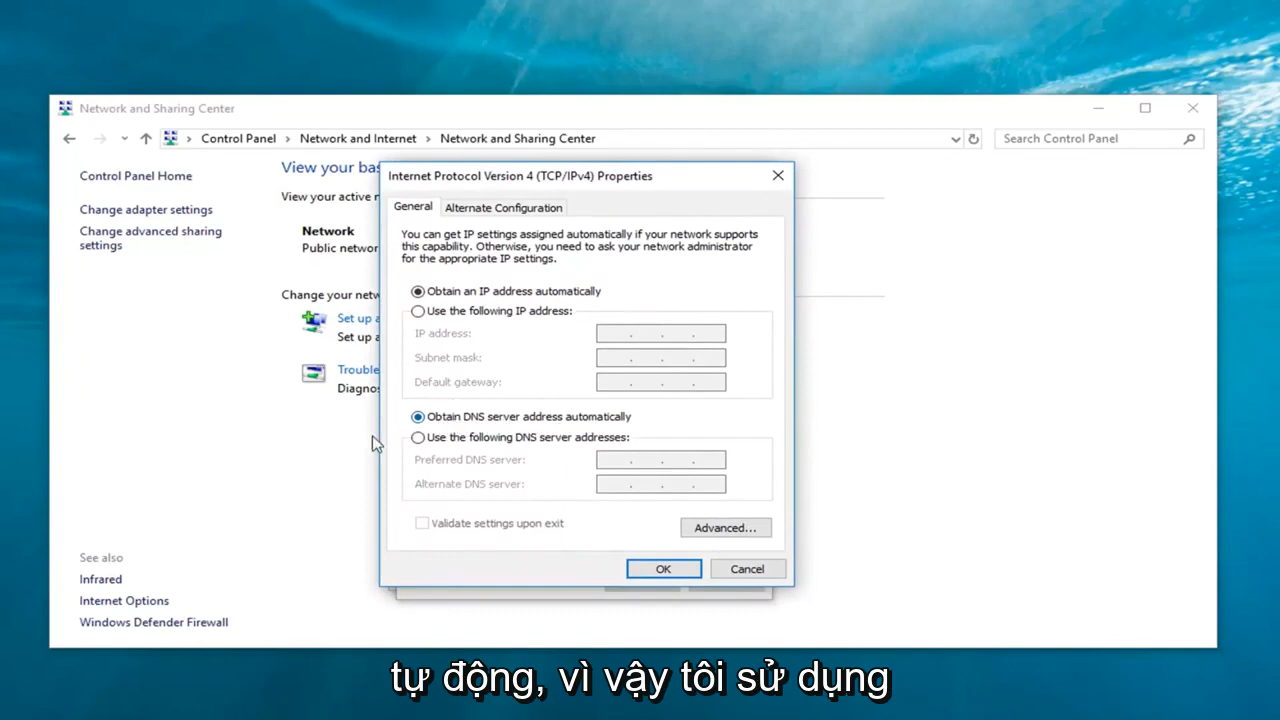 Network and Sharing Center
Control Panel
Network and Internet
Network and Sharing Center
Search Control Panel
Control Panel Home
Change adapter settings
Change advanced sharing
settings
See also
Infrared
Internet Options
Windows Defender Firewall
View your bas
View your active n
Network
Public networ
Change your netw
Set up a
Set up a
Trouble
Diagnos
Internet Protocol Version 4 (TCP/IPv4) Properties
General
Alternate Configuration
You can get IP settings assigned automatically if your network supports
this capability. Otherwise, you need to ask your network administrator
for the appropriate IP settings.
Obtain an IP address automatically
Use the following IP address:
IP address:
Subnet mask:
Default gateway:
Obtain DNS server address automatically
Use the following DNS server addresses:
Preferred DNS server:
Alternate DNS server:
Validate settings upon exit
Advanced...
OK
Cancel
tự động, vì vậy tôi sử dụng